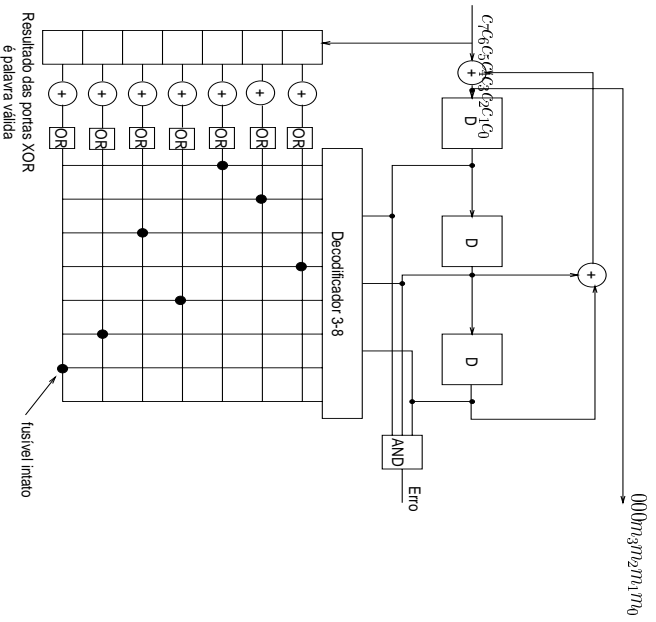 Resultado das portas XOR
é palavra válida
+
+
+
+
+
+
+
OR
OR
OR
OR
OR
OR
OR
Decodificador 3-8
fusivel intato
c₇c₆c₅c₄c₃c₂c₁c₀
+
D
D
D
+
AND
Erro
000m₃m₂m₁m₀